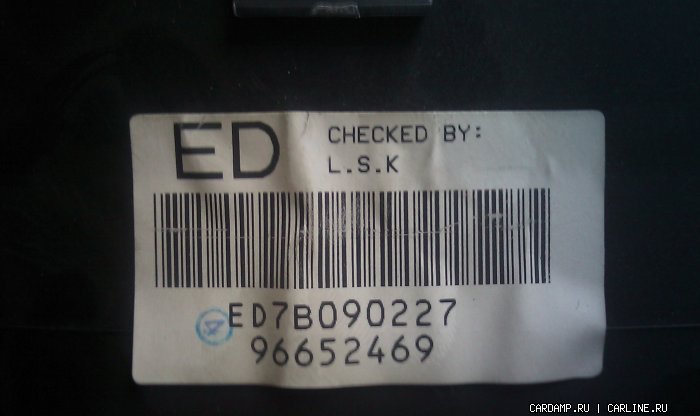 ED
CHECKED BY:
L.S.K
ED7B090227
96652469
CARDAMP.RU | CARLINE.RU